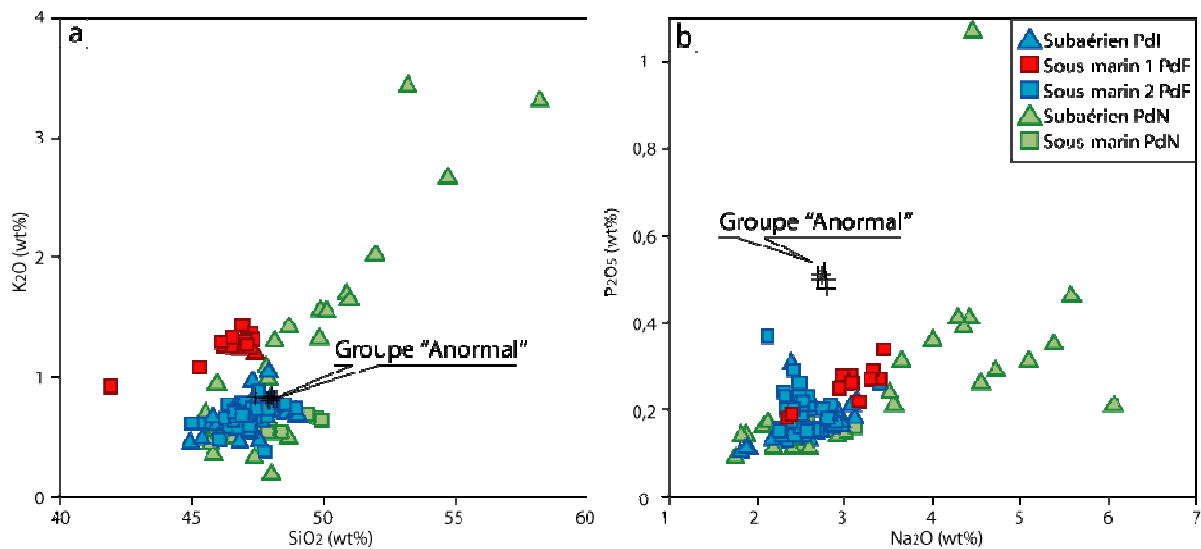 a
4
3
2
1
0
K2O (wt%)
40
45
50
55
60
SiO2 (wt%)
Groupe “Anormal”
b
1
0,8
0,6
0,4
0,2
0
P2O5 (wt%)
1
2
3
4
5
6
7
Na2O (wt%)
Groupe “Anormal”
Subaérien PdF
Sous marin 1 PdF
Sous marin 2 PdF
Subaérien PdN
Sous marin PdN